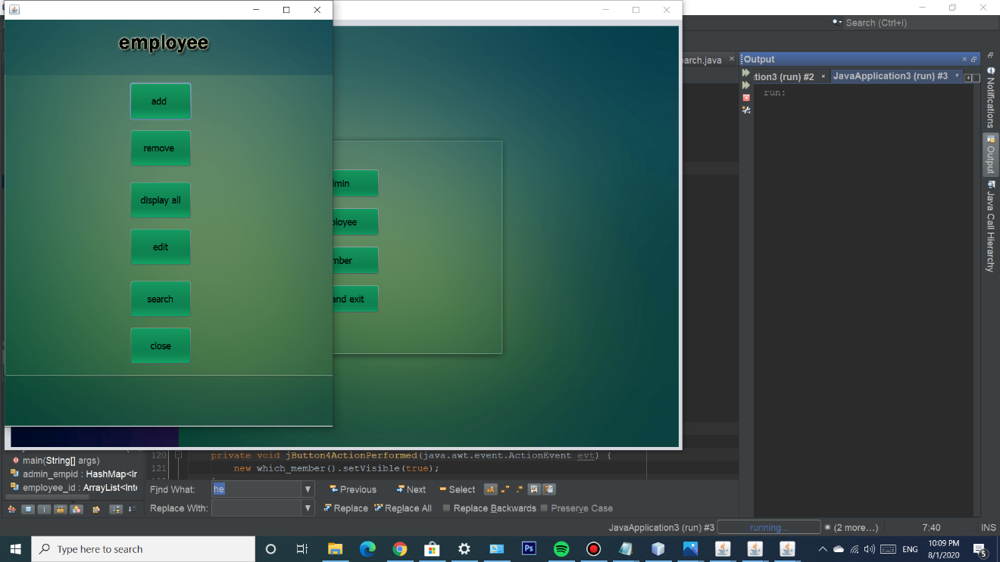 employee
add
remove
display all
edit
search
close
dmin
ployee
mber
and exit
Search (Ctrl+I)
earch.java
Output
tion3 (run) #2
JavaApplication3 (run) #3
run:
Notifications
Output
Java Call Hierarchy
main(String[] args)
admin_empid : HashMap<Ir
employee_id : ArrayList<Inte
120 private void jButton4ActionPerformed(java.awt.event.ActionEvent evt) {
121 new which_member().setVisible(true);
Find What: he Previous Next Select
Replace With: Replace Replace All Replace Backwards Preserve Case
JavaApplication3 (run) #3 running... (2 more...) 7:40 INS
Type here to search
Ps
ENG
10:09 PM
8/1/2020
5